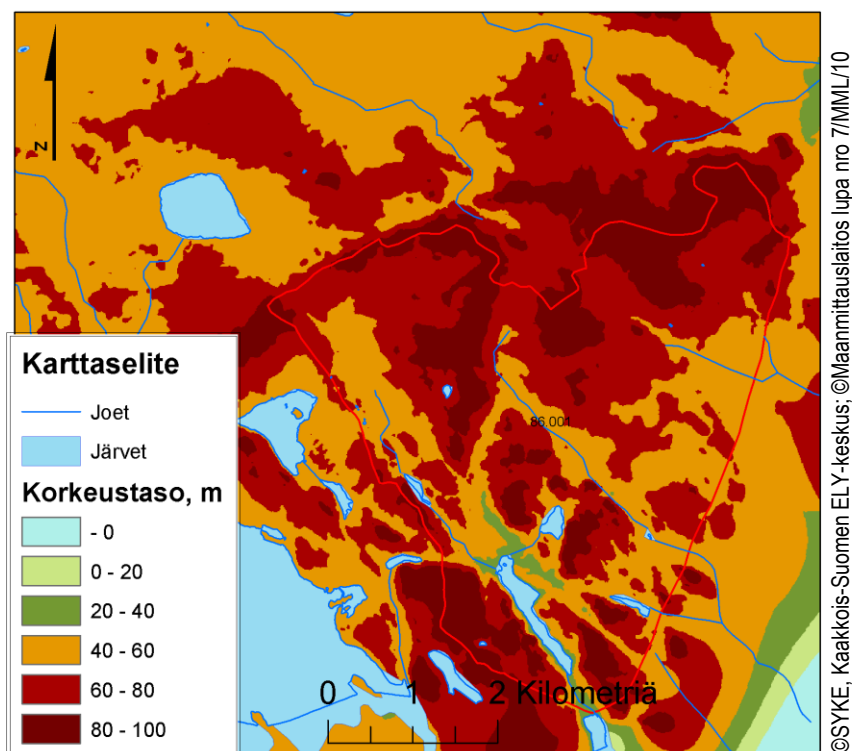 N
86.001
Karttaselite
Joet
Järvet
Korkeustaso, m
- 0
0 - 20
20 - 40
40 - 60
60 - 80
80 - 100
0 1 2 Kilometriä
©SYKE, Kaakkois-Suomen ELY-keskus; ©Maanmittauslaitos lupa nro 7/MML/10